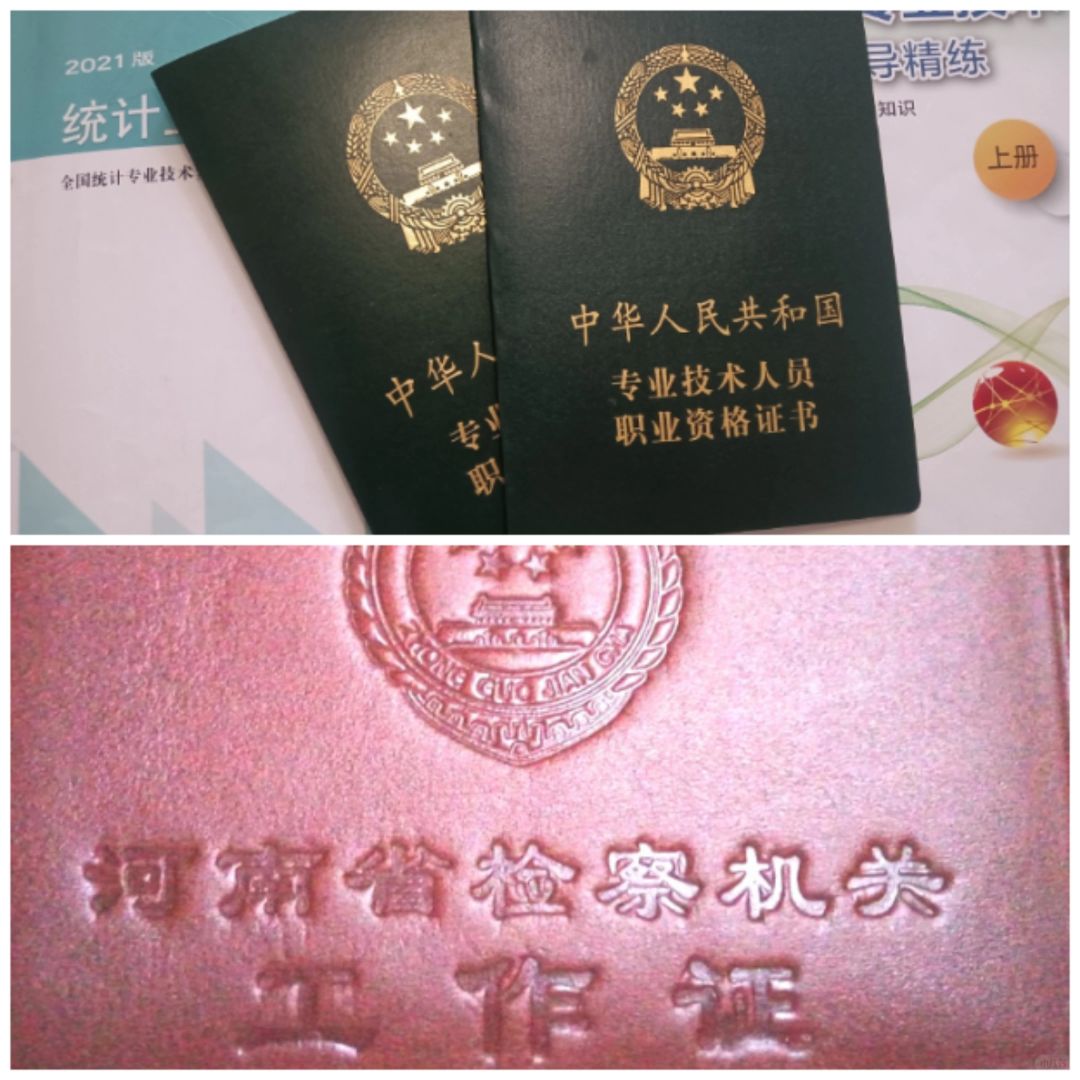 2021版
统计
全国统计专业技术
导精练
知识
上册
中华人
专业
职
中华人民共和国
专业技术人员
职业资格证书
ZHONG GUO JIAN CHA
河南省检察机关
工作证